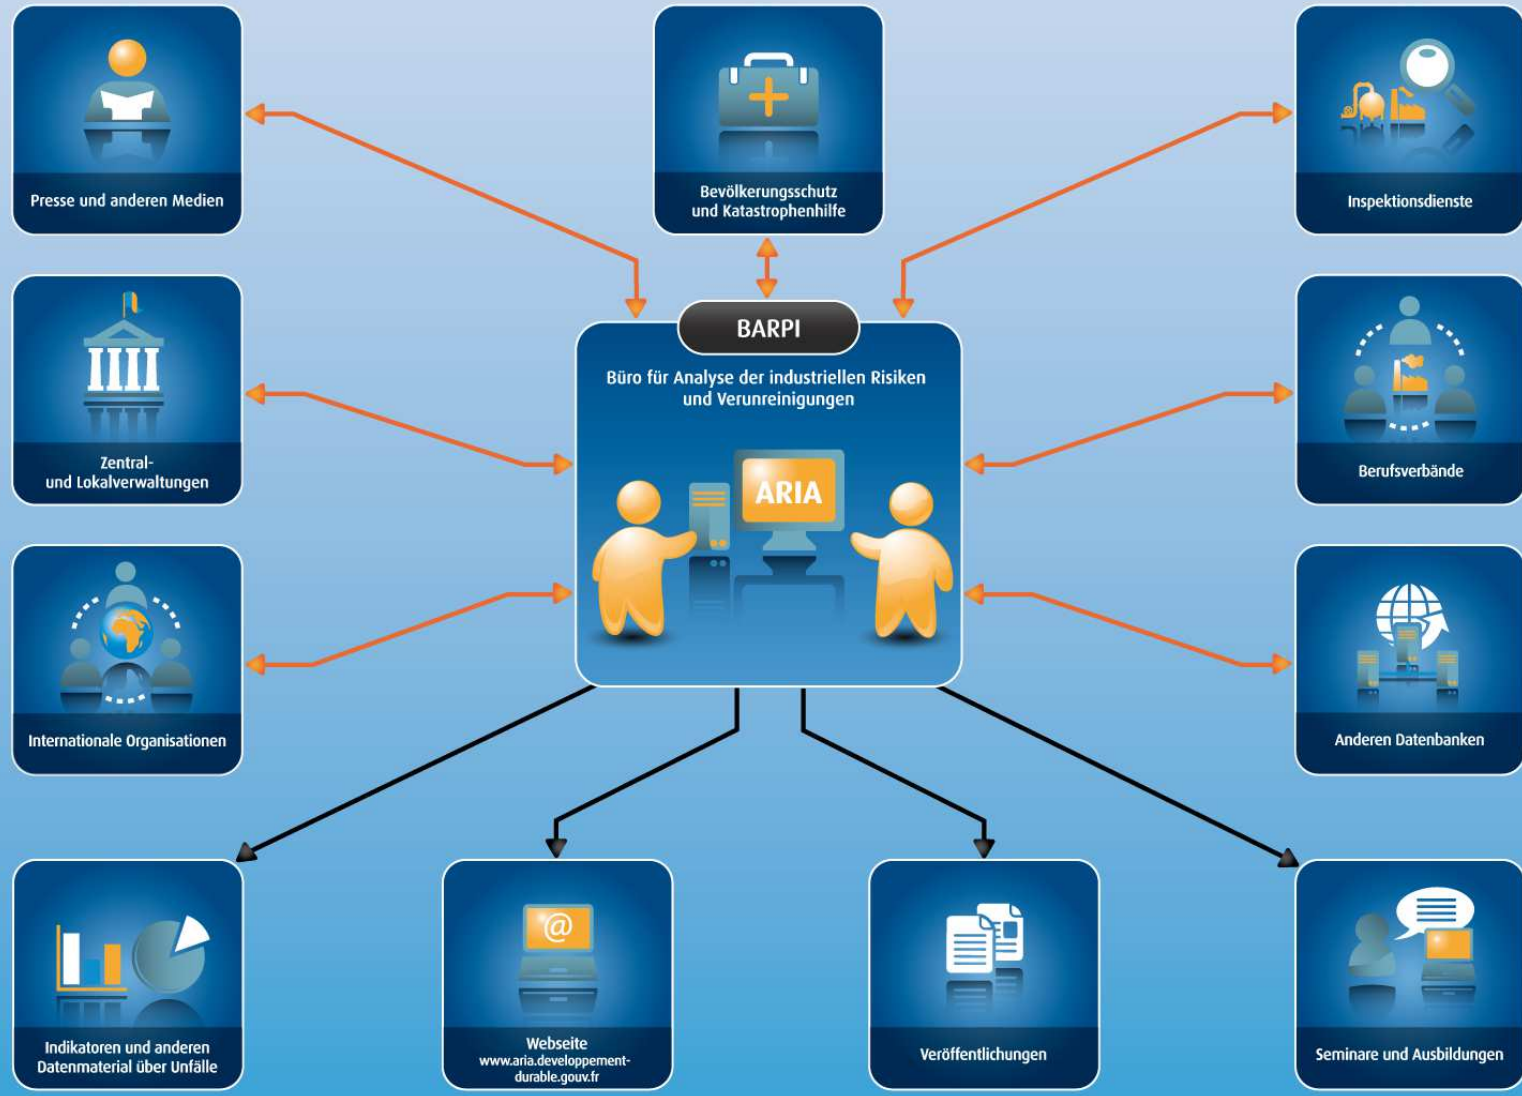 Presse und anderen Medien
Bevölkerungsschutz
und Katastrophenhilfe
Inspektionsdienste
Zentral-
und Lokalverwaltungen
BARPI
Büro für Analyse der industriellen Risiken
und Verunreinigungen
ARIA
Berufsverbände
Internationale Organisationen
Anderen Datenbanken
Indikatoren und anderen
Datenmaterial über Unfälle
@
Webseite
www.aria.developpement-
durable.gouv.fr
Veröffentlichungen
Seminare und Ausbildungen